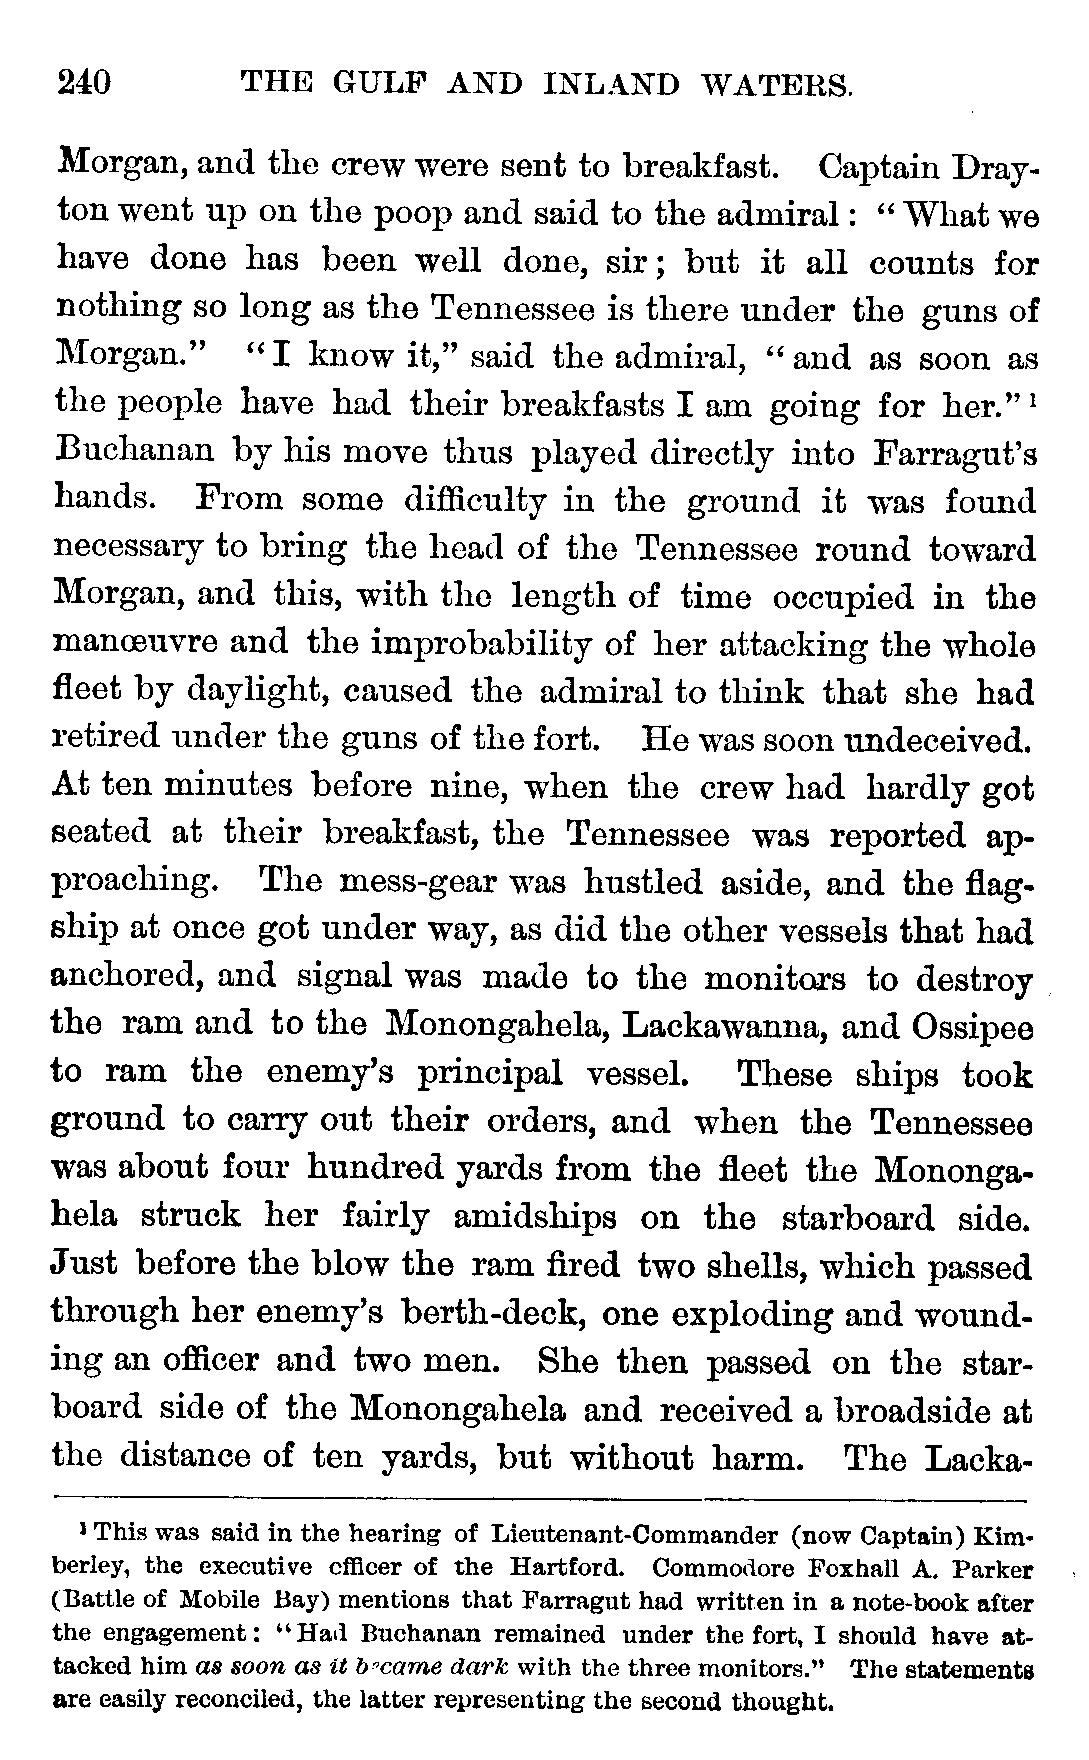 240 THE GULF AND INLAND WATERS.
Morgan, and the crew were sent to breakfast. Captain Dray-
ton went up on the poop and said to the admiral: "What we
have done has been well done, sir; but it all counts for
nothing so long as the Tennessee is there under the guns of
Morgan." "I know it," said the admiral, "and as soon as
the people have had their breakfasts I am going for her."¹
Buchanan by his move thus played directly into Farragut's
hands. From some difficulty in the ground it was found
necessary to bring the head of the Tennessee round toward
Morgan, and this, with the length of time occupied in the
manœuvre and the improbability of her attacking the whole
fleet by daylight, caused the admiral to think that she had
retired under the guns of the fort. He was soon undeceived.
At ten minutes before nine, when the crew had hardly got
seated at their breakfast, the Tennessee was reported ap-
proaching. The mess-gear was hustled aside, and the flag-
ship at once got under way, as did the other vessels that had
anchored, and signal was made to the monitors to destroy
the ram and to the Monongahela, Lackawanna, and Ossipee
to ram the enemy's principal vessel. These ships took
ground to carry out their orders, and when the Tennessee
was about four hundred yards from the fleet the Mononga-
hela struck her fairly amidships on the starboard side.
Just before the blow the ram fired two shells, which passed
through her enemy's berth-deck, one exploding and wound-
ing an officer and two men. She then passed on the star-
board side of the Monongahela and received a broadside at
the distance of ten yards, but without harm. The Lacka-
¹ This was said in the hearing of Lieutenant-Commander (now Captain) Kim-
berley, the executive officer of the Hartford. Commodore Foxhall A. Parker
(Battle of Mobile Bay) mentions that Farragut had written in a note-book after
the engagement: "Had Buchanan remained under the fort, I should have at-
tacked him as soon as it became dark with the three monitors." The statements
are easily reconciled, the latter representing the second thought.